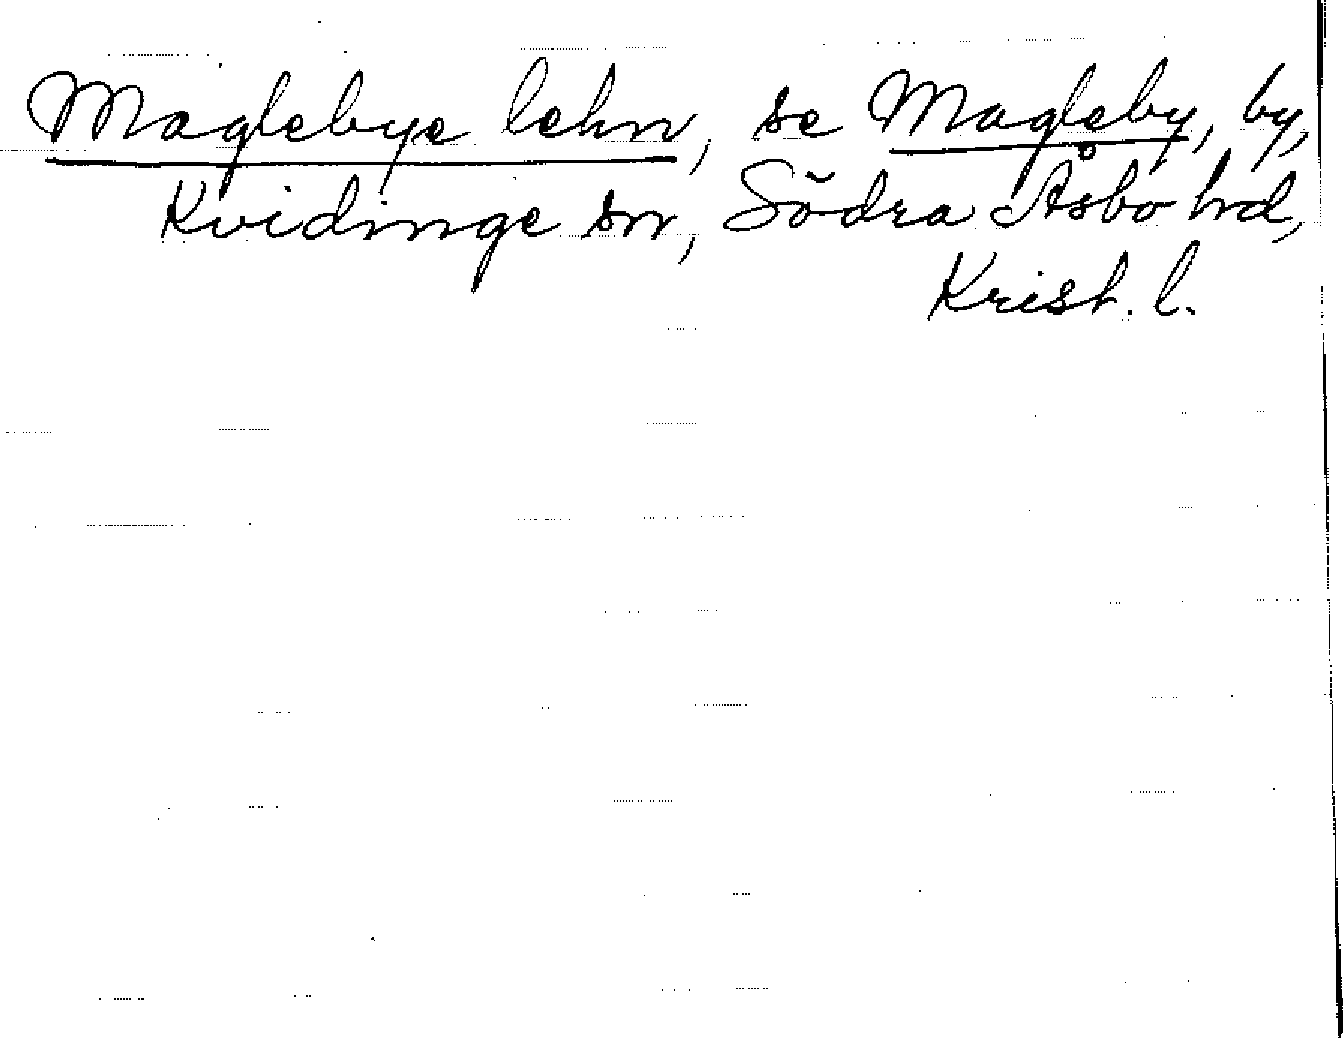 Maglebye lehn, se Magleby, by,
Kvidinge sn, Södra Åsbo hd,
Krist. l.